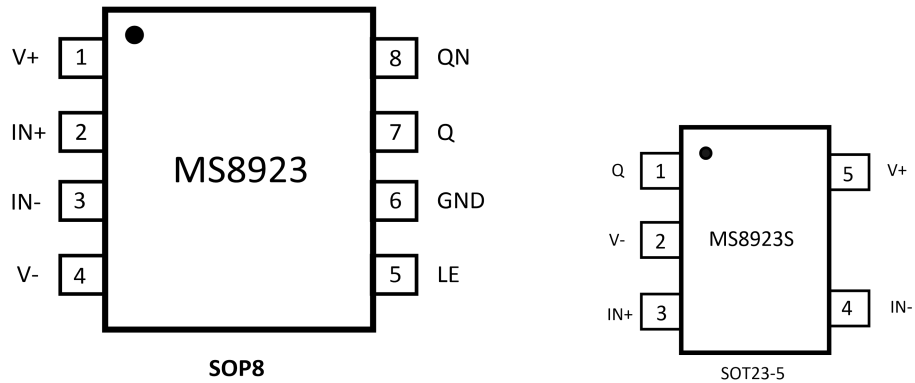 V+ 1 8 QN
IN+ 2 7 Q
MS8923
IN- 3 6 GND
V- 4 5 LE
SOP8
Q 1 5 V+
V- 2 MS8923S
IN+ 3 4 IN-
SOT23-5